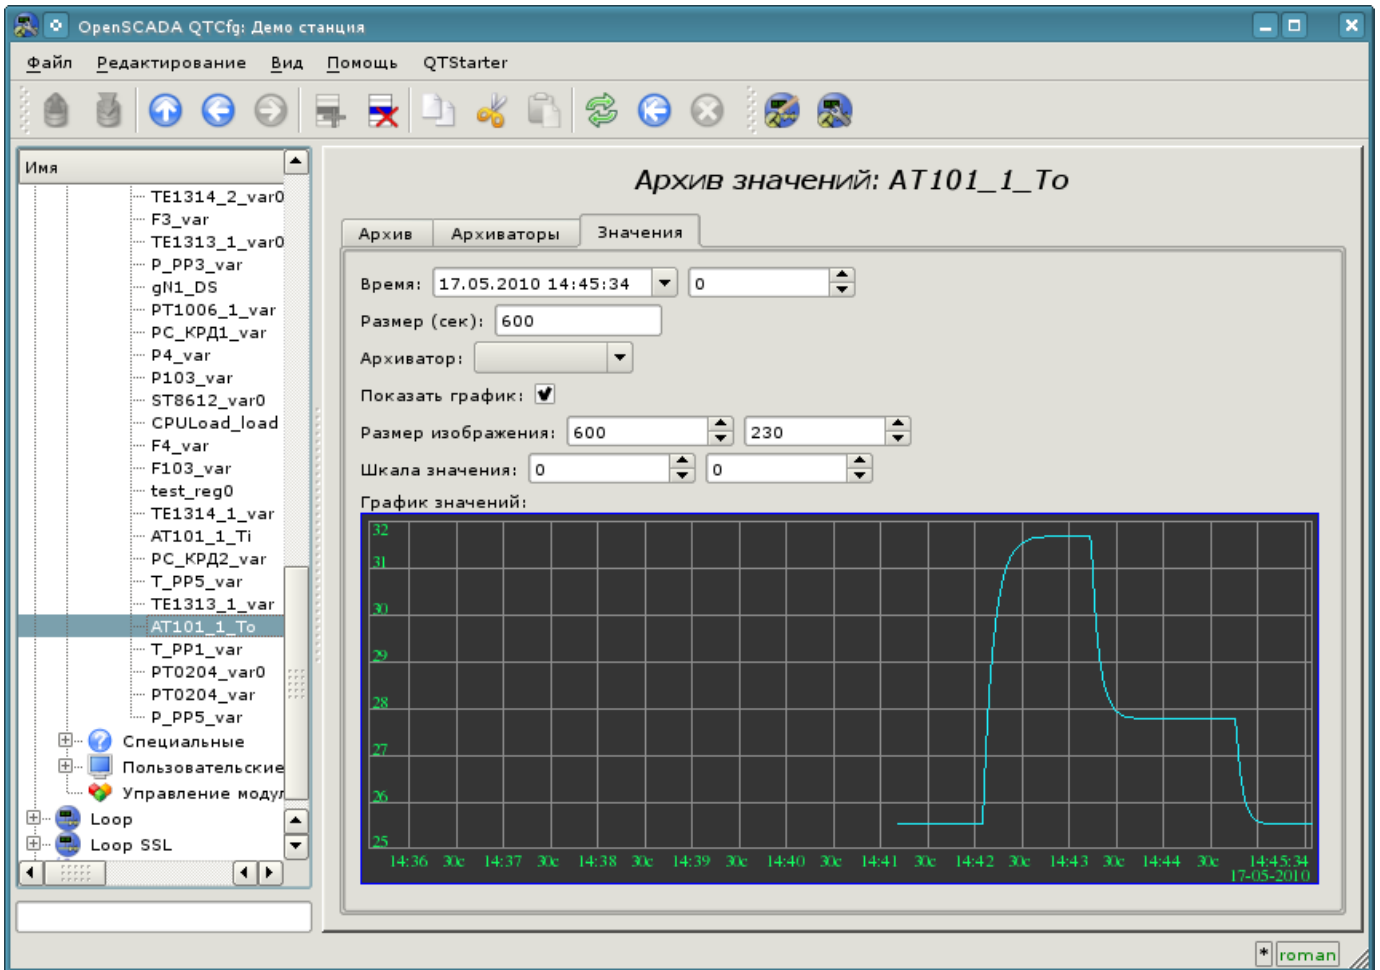 OpenSCADA QTCfg: Демо станция
Файл Редактирование Вид Помощь QTStarter
Имя
TE1314_2_var0
F3_var
TE1313_1_var0
P_PP3_var
gN1_DS
PT1006_1_var
PC_КРД1_var
P4_var
P103_var
ST8612_var0
CPULoad_load
F4_var
F103_var
test_reg0
TE1314_1_var
AT101_1_Ti
PC_КРД2_var
T_PP5_var
TE1313_1_var
AT101_1_To
T_PP1_var
PT0204_var0
PT0204_var
P_PP5_var
Специальные
Пользовательские
Управление модул
Loop
Loop SSL
Архив значений: AT101_1_To
Архив Архиваторы Значения
Время: 17.05.2010 14:45:34 0
Размер (сек): 600
Архиватор:
Показать график:
Размер изображения: 600 230
Шкала значения: 0 0
График значений:
32
31
30
29
28
27
26
25
14:36 30с 14:37 30с 14:38 30с 14:39 30с 14:40 30с 14:41 30с 14:42 30с 14:43 30с 14:44 30с 14:45:34
17-05-2010
* roman